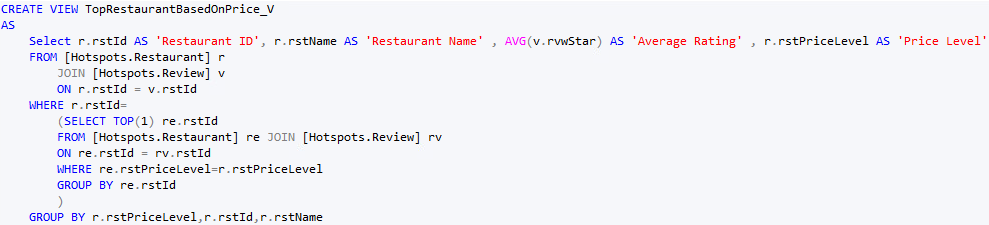 CREATE VIEW TopRestaurantBasedOnPrice_V
AS
    Select r.rstId AS 'Restaurant ID', r.rstName AS 'Restaurant Name' , AVG(v.rvwStar) AS 'Average Rating' , r.rstPriceLevel AS 'Price Level'
    FROM [Hotspots.Restaurant] r
        JOIN [Hotspots.Review] v
        ON r.rstId = v.rstId
    WHERE r.rstId=
        (SELECT TOP(1) re.rstId
        FROM [Hotspots.Restaurant] re JOIN [Hotspots.Review] rv
        ON re.rstId = rv.rstId
        WHERE re.rstPriceLevel=r.rstPriceLevel
        GROUP BY re.rstId
        )
    GROUP BY r.rstPriceLevel,r.rstId,r.rstName